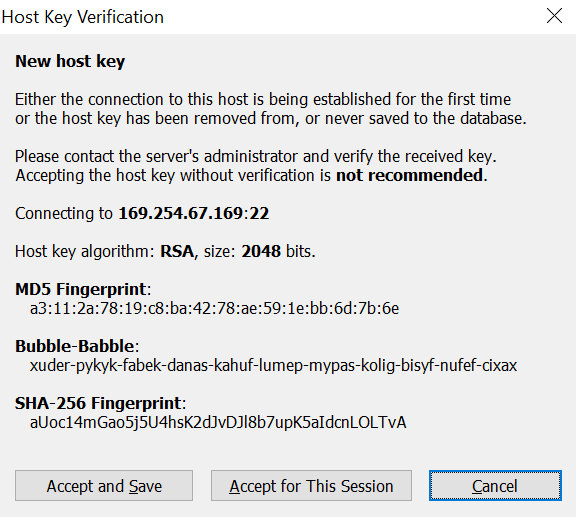 Host Key Verification
New host key
Either the connection to this host is being established for the first time
or the host key has been removed from, or never saved to the database.
Please contact the server's administrator and verify the received key.
Accepting the host key without verification is not recommended.
Connecting to 169.254.67.169:22
Host key algorithm: RSA, size: 2048 bits.
MD5 Fingerprint:
a3:11:2a:78:19:c8:ba:42:78:ae:59:1e:bb:6d:7b:6e
Bubble-Babble:
xuder-pykyk-fabek-danas-kahuf-lumep-mypas-kolig-bisyf-nufef-cixax
SHA-256 Fingerprint:
aUoc14mGao5j5U4hsK2dJvDJl8b7upK5aIdcnLOLTvA
Accept and Save
Accept for This Session
Cancel